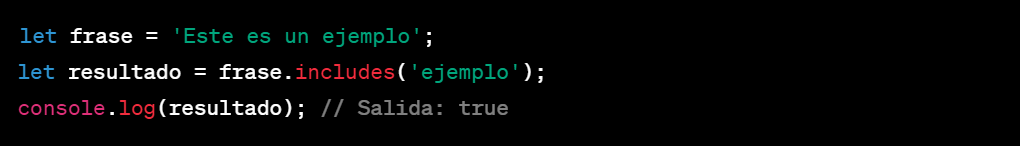 let frase = 'Este es un ejemplo';
let resultado = frase.includes('ejemplo');
console.log(resultado); // Salida: true